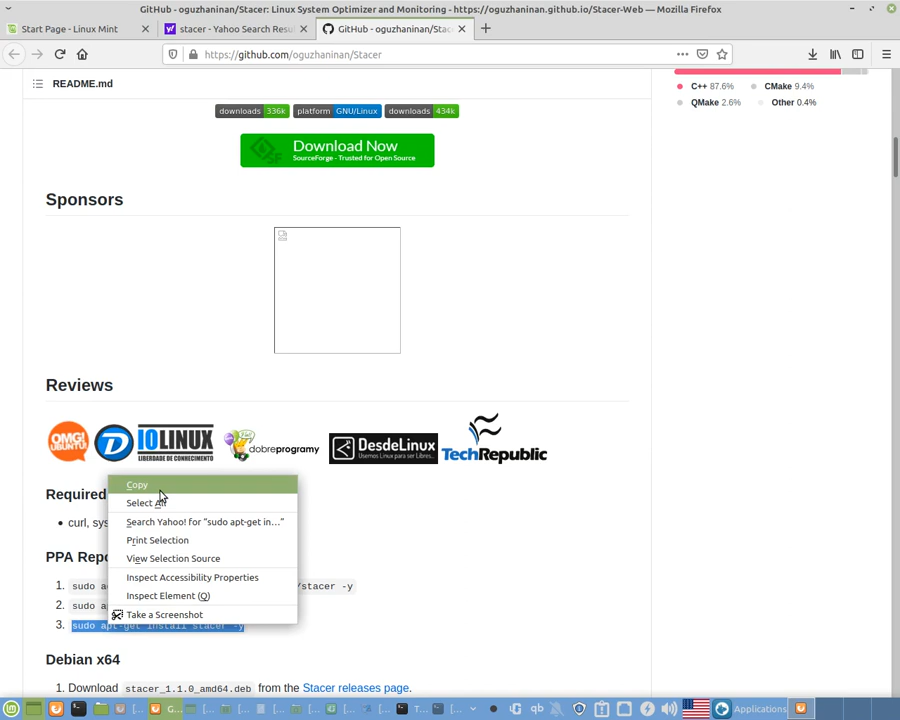 GitHub - oguzhaninan/Stacer: Linux System Optimizer and Monitoring - https://oguzhaninan.github.io/Stacer-Web — Mozilla Firefox
Start Page - Linux Mint
stacer - Yahoo Search Resu
GitHub - oguzhaninan/Stac
https://github.com/oguzhaninan/Stacer
README.md
C++ 87.6%
CMake 9.4%
QMake 2.6%
Other 0.4%
downloads 336k
platform GNU/Linux
downloads 434k
Download Now
SourceForge - Trusted for Open Source
SF
Sponsors
Reviews
OMG! UBUNTU!
IOLINUX
LIBERDADE DE CONHECIMENTO
dobreprogramy
DesdeLinux
Usemos Linux para ser Libres.
TechRepublic
Required
curl, sys
PPA Repo
1. sudo a
/stacer -y
2. sudo ap
3. sudo apt-get install stacer -y
Copy
Select All
Search Yahoo! for "sudo apt-get in…"
Print Selection
View Selection Source
Inspect Accessibility Properties
Inspect Element (Q)
Take a Screenshot
Debian x64
1. Download stacer_1.1.0_amd64.deb from the Stacer releases page.
Applications